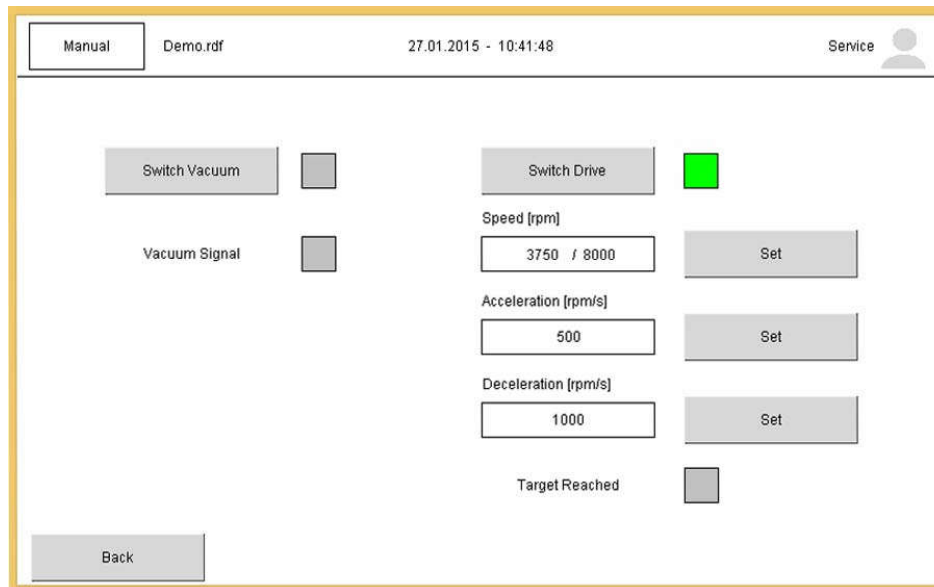 Manual Demo.rdf 27.01.2015 - 10:41:48 Service
Switch Vacuum Switch Drive
Speed [rpm]
Vacuum Signal 3750 / 8000 Set
Acceleration [rpm/s]
500 Set
Deceleration [rpm/s]
1000 Set
Target Reached
Back